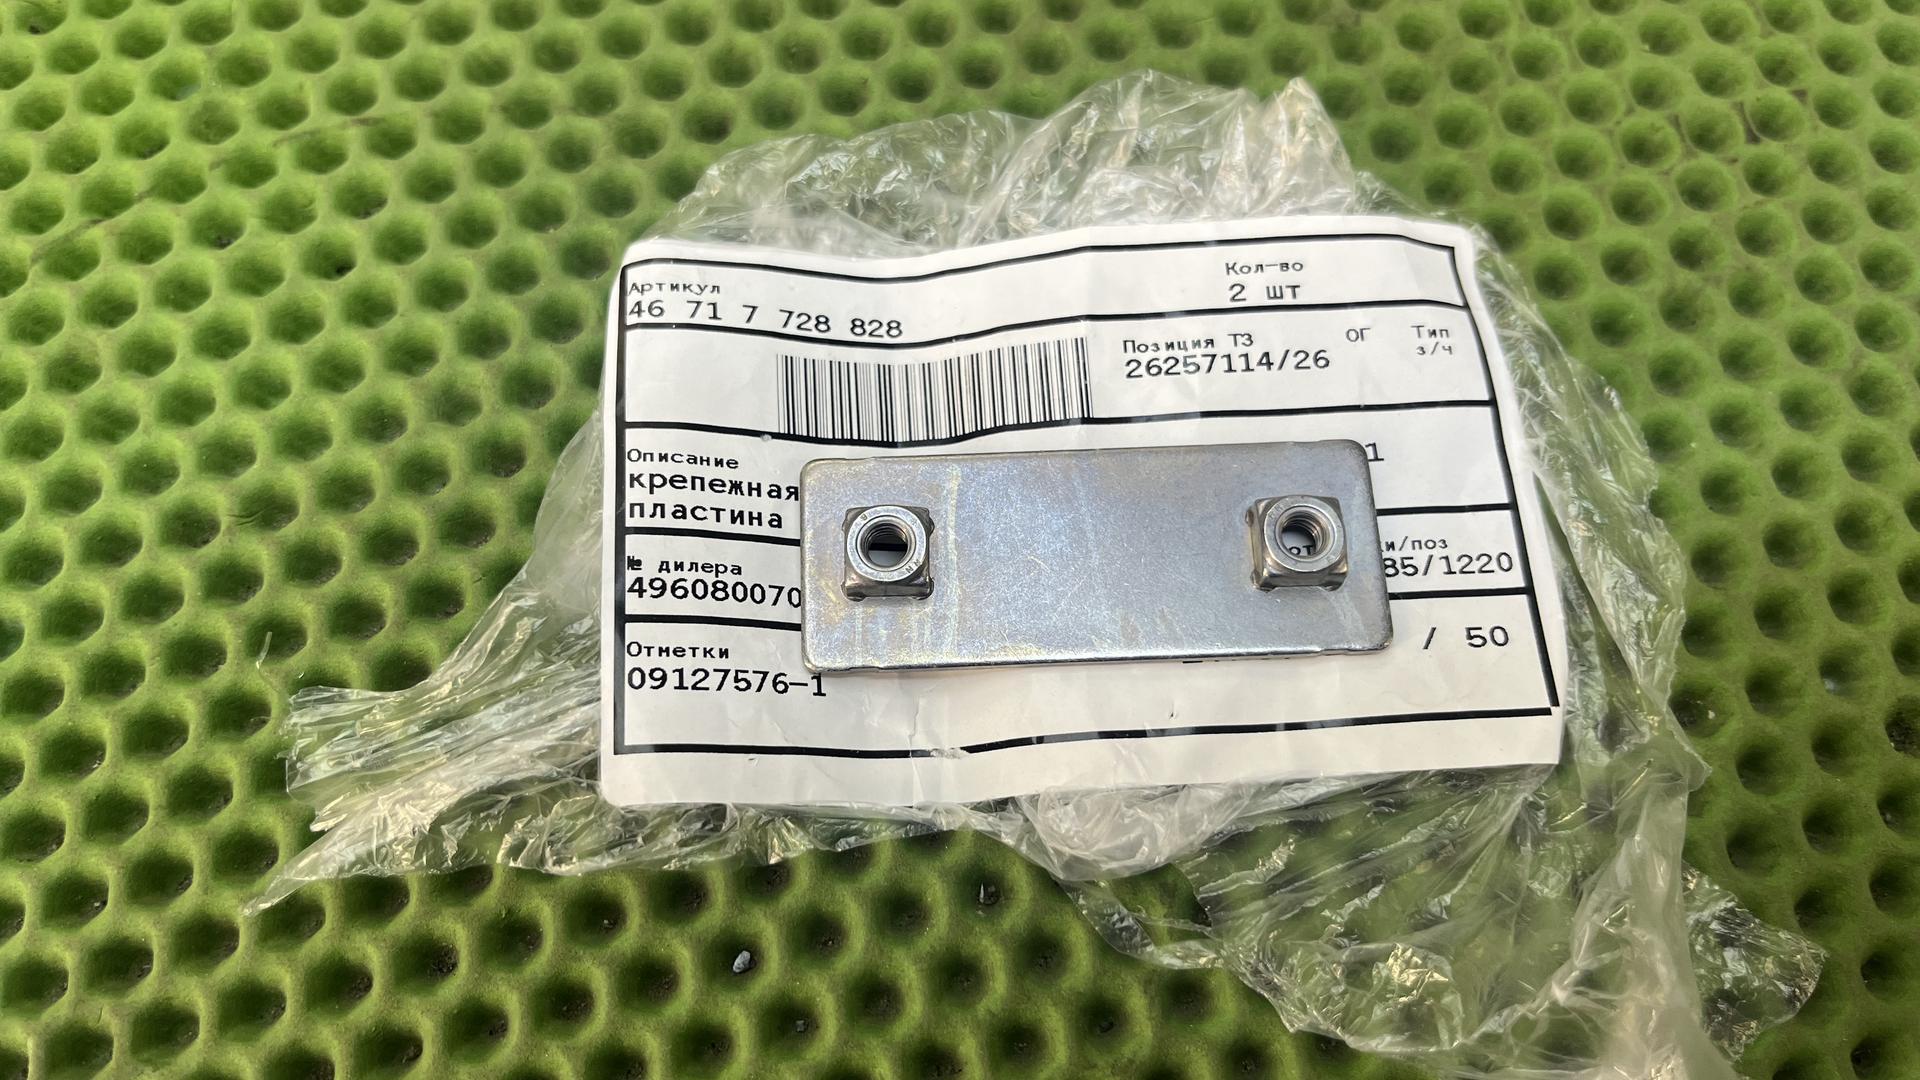 Артикул
46 71 7 728 828
Кол-во
2 шт
Позиция ТЗ
26257114/26
ОГ
Тип
з/ч
Описание
крепежная
пластина
1
№ дилера
496080070
и/поз
85/1220
Отметки
09127576-1
/ 50